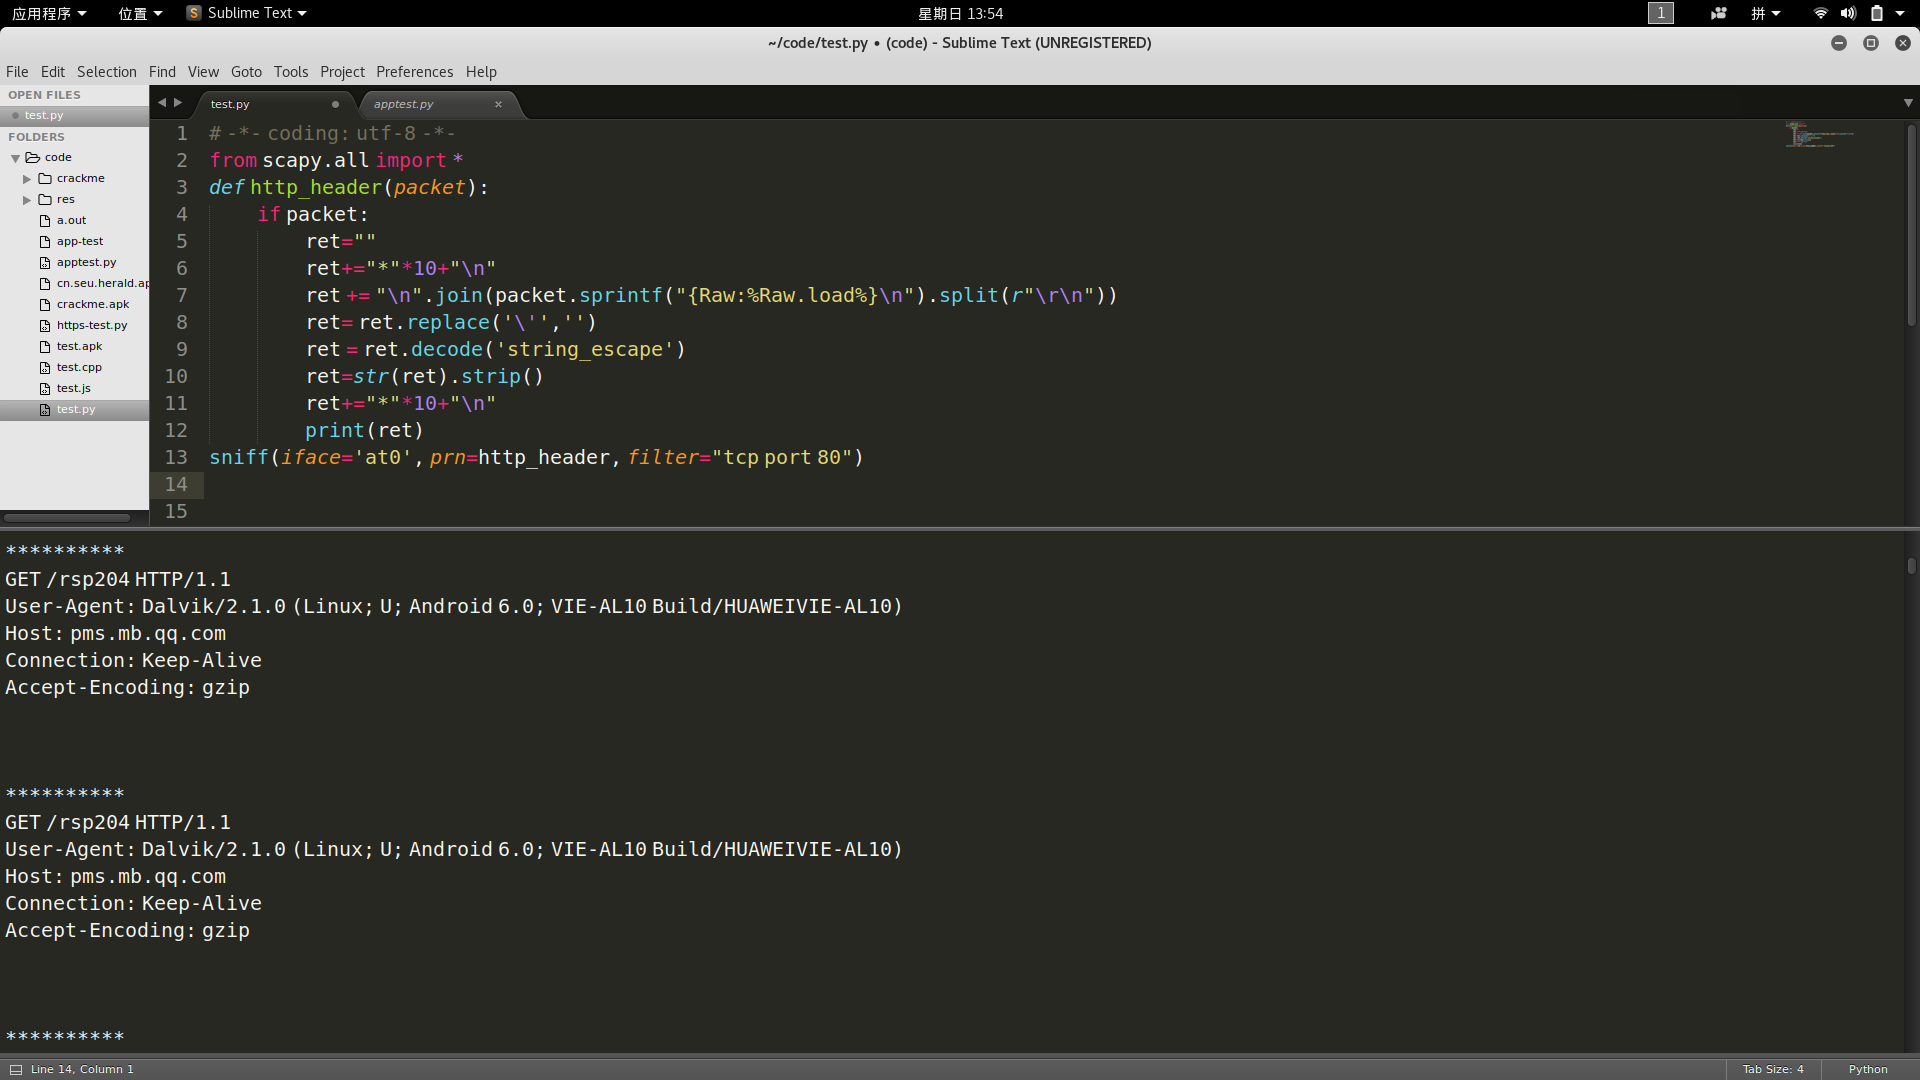 应用程序 位置 Sublime Text 星期日 13:54 1 拼
~/code/test.py • (code) - Sublime Text (UNREGISTERED)
File Edit Selection Find View Goto Tools Project Preferences Help
OPEN FILES
test.py
FOLDERS
code
crackme
res
a.out
app-test
apptest.py
cn.seu.herald.ap
crackme.apk
https-test.py
test.apk
test.cpp
test.js
test.py
test.py apptest.py
1 # -*- coding: utf-8 -*-
2 from scapy.all import *
3 def http_header(packet):
4 if packet:
5 ret=""
6 ret+="*"*10+"\n"
7 ret += "\n".join(packet.sprintf("{Raw:%Raw.load%}\n").split(r"\r\n"))
8 ret= ret.replace('\'','')
9 ret = ret.decode('string_escape')
10 ret=str(ret).strip()
11 ret+="*"*10+"\n"
12 print(ret)
13 sniff(iface='at0', prn=http_header, filter="tcp port 80")
14
15
**********
GET /rsp204 HTTP/1.1
User-Agent: Dalvik/2.1.0 (Linux; U; Android 6.0; VIE-AL10 Build/HUAWEIVIE-AL10)
Host: pms.mb.qq.com
Connection: Keep-Alive
Accept-Encoding: gzip
**********
GET /rsp204 HTTP/1.1
User-Agent: Dalvik/2.1.0 (Linux; U; Android 6.0; VIE-AL10 Build/HUAWEIVIE-AL10)
Host: pms.mb.qq.com
Connection: Keep-Alive
Accept-Encoding: gzip
**********
Line 14, Column 1 Tab Size: 4 Python